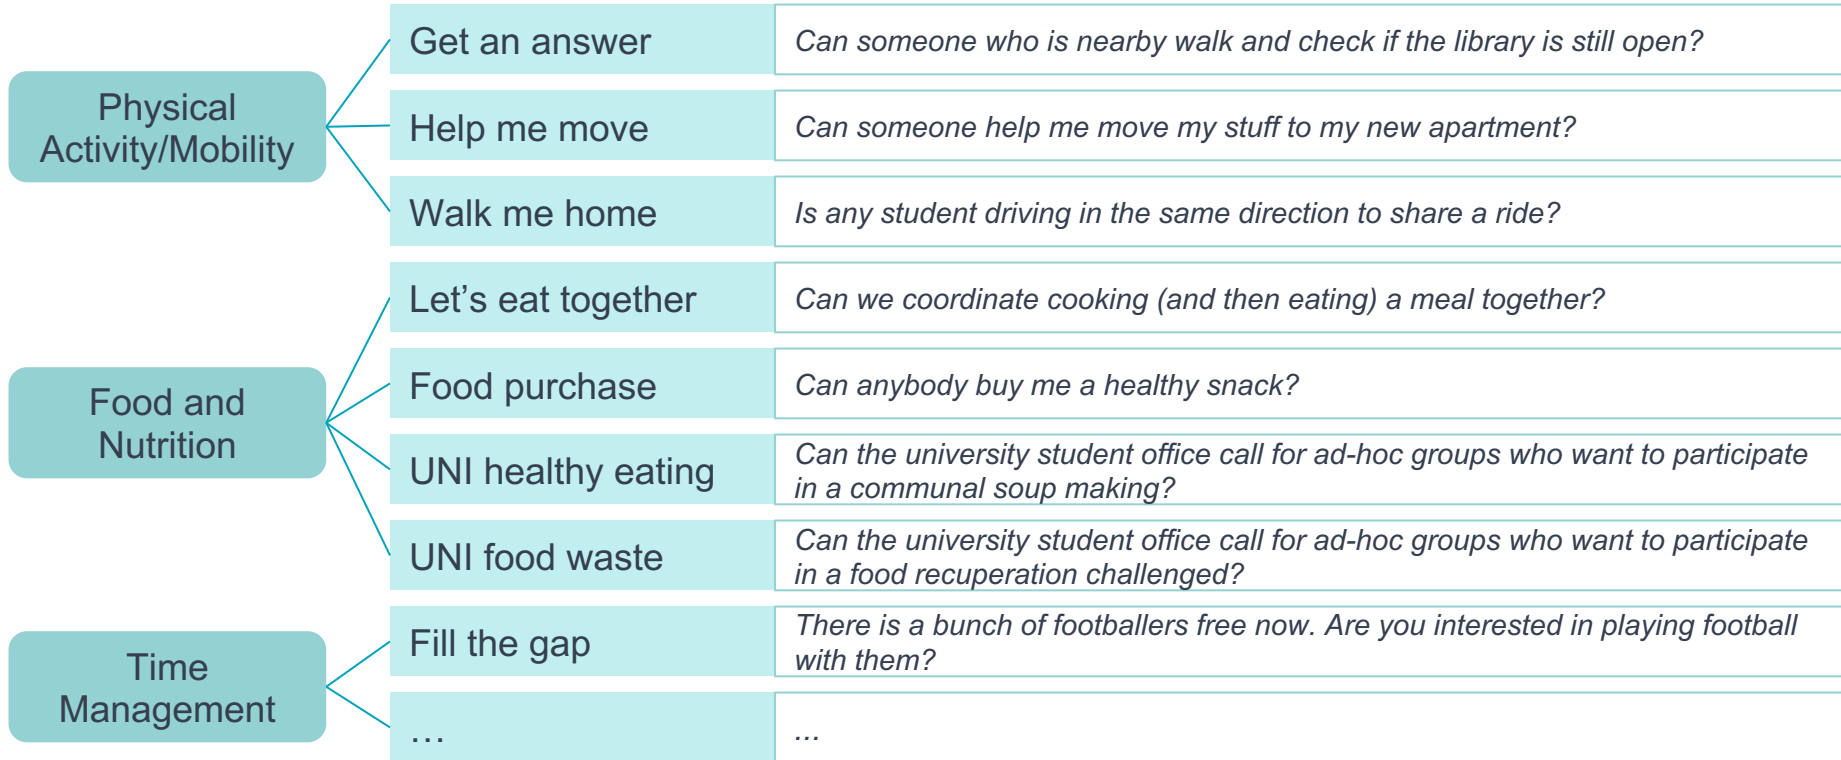 Physical
Activity/Mobility
Get an answer
Can someone who is nearby walk and check if the library is still open?
Help me move
Can someone help me move my stuff to my new apartment?
Walk me home
Is any student driving in the same direction to share a ride?
Food and
Nutrition
Let's eat together
Can we coordinate cooking (and then eating) a meal together?
Food purchase
Can anybody buy me a healthy snack?
UNI healthy eating
Can the university student office call for ad-hoc groups who want to participate
in a communal soup making?
UNI food waste
Can the university student office call for ad-hoc groups who want to participate
in a food recuperation challenged?
Time
Management
Fill the gap
There is a bunch of footballers free now. Are you interested in playing football
with them?
…
...